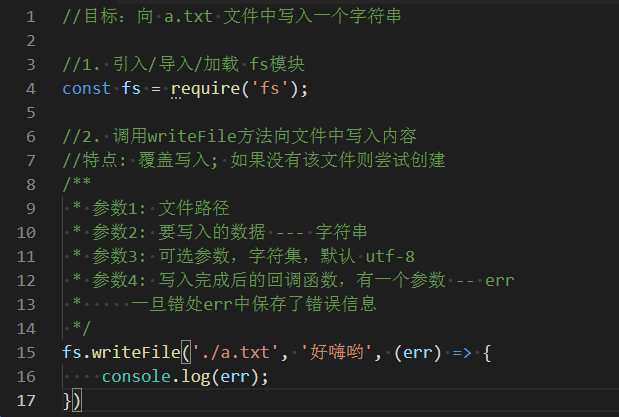 1 //目标：向 a.txt 文件中写入一个字符串
2
3 //1. 引入/导入/加载 fs模块
4 const fs = require('fs');
5
6 //2. 调用writeFile方法向文件中写入内容
7 //特点: 覆盖写入; 如果没有该文件则尝试创建
8 /**
9  * 参数1: 文件路径
10  * 参数2: 要写入的数据 --- 字符串
11  * 参数3: 可选参数，字符集，默认 utf-8
12  * 参数4: 写入完成后的回调函数，有一个参数 -- err
13  *     一旦错处err中保存了错误信息
14  */
15 fs.writeFile('./a.txt', '好嗨哟', (err) => {
16     console.log(err);
17 })